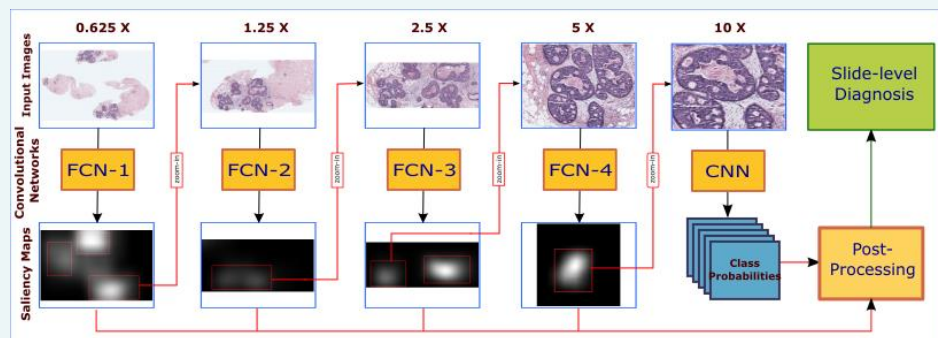 0.625 X
1.25 X
2.5 X
5 X
10 X
Input Images
Slide-level
Diagnosis
Convolutional
Networks
FCN-1
zoom-in
FCN-2
zoom-in
FCN-3
zoom-in
FCN-4
zoom-in
CNN
Saliency Maps
Class
Probabilities
Post-
Processing